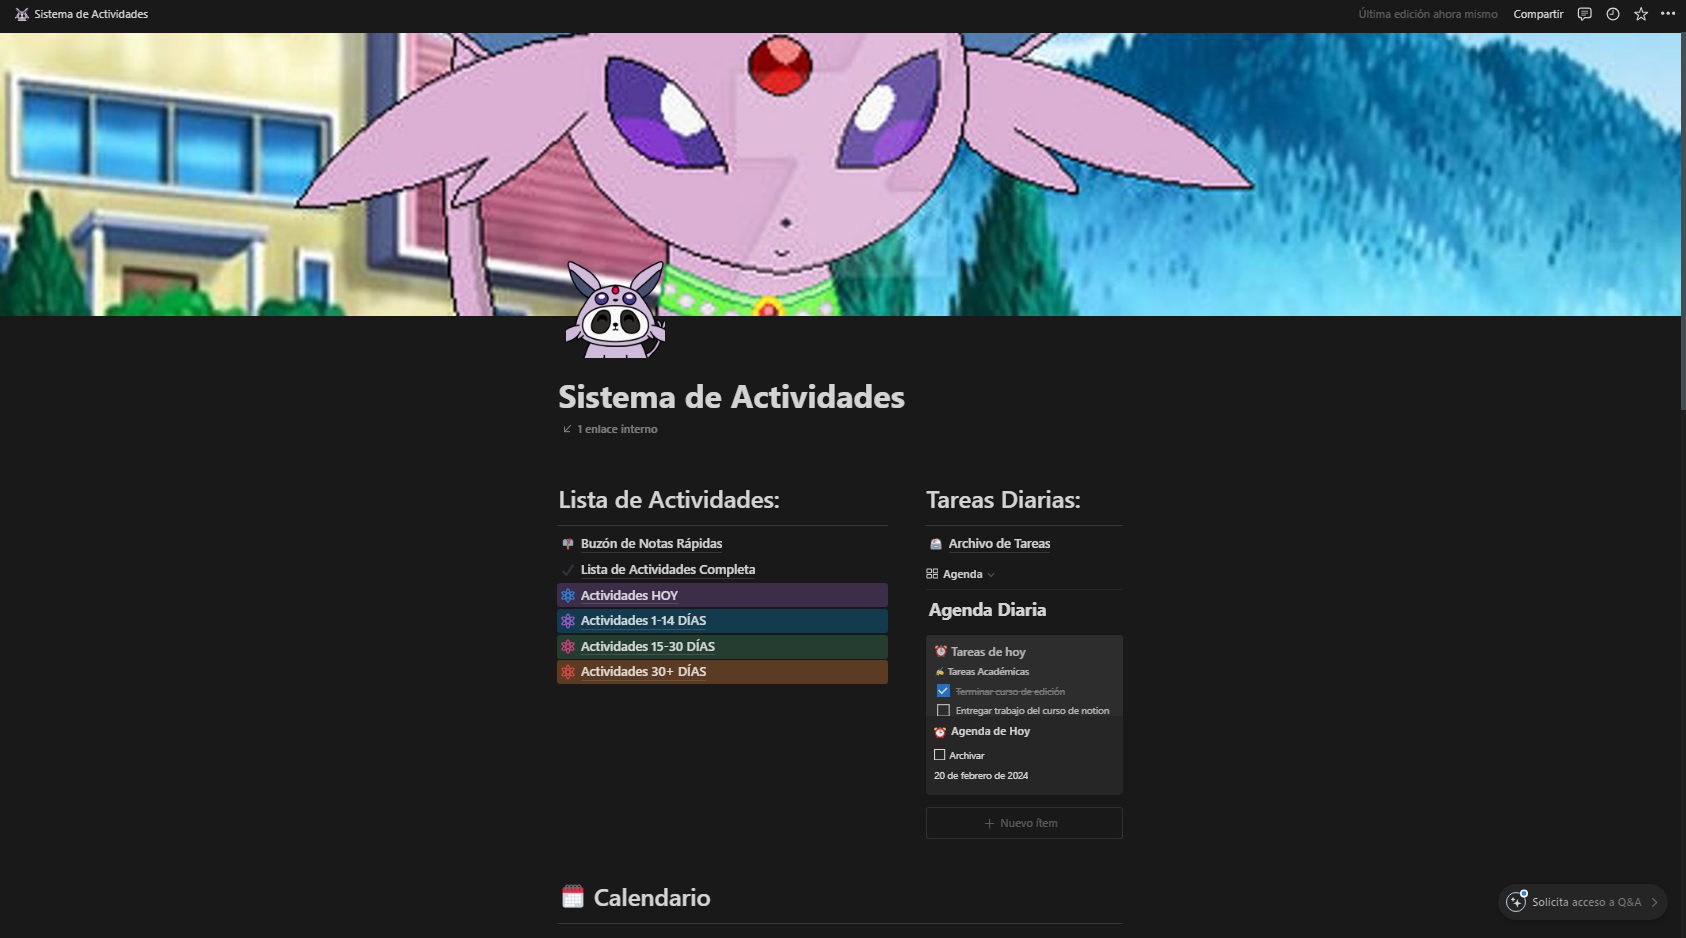 Sistema de Actividades
Última edición ahora mismo
Compartir
Sistema de Actividades
1 enlace interno
Lista de Actividades:
Buzón de Notas Rápidas
Lista de Actividades Completa
Actividades HOY
Actividades 1-14 DÍAS
Actividades 15-30 DÍAS
Actividades 30+ DÍAS
Tareas Diarias:
Archivo de Tareas
Agenda
Agenda Diaria
Tareas de hoy
Tareas Académicas
Terminar curso de edición
Entregar trabajo del curso de notion
Agenda de Hoy
Archivar
20 de febrero de 2024
Nuevo ítem
Calendario
Solicita acceso a Q&A